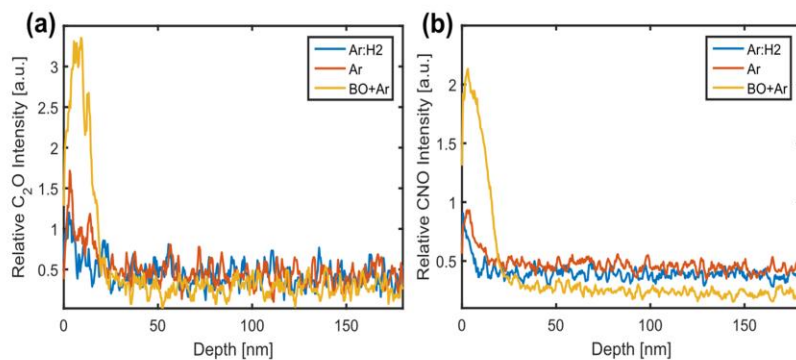 (a)
Relative C₂O Intensity [a.u.]
3
2.5
2
1.5
1
0.5
0
50
100
150
Depth [nm]
Ar:H2
Ar
BO+Ar
(b)
Relative CNO Intensity [a.u.]
2
1.5
1
0.5
0
50
100
150
Depth [nm]
Ar:H2
Ar
BO+Ar